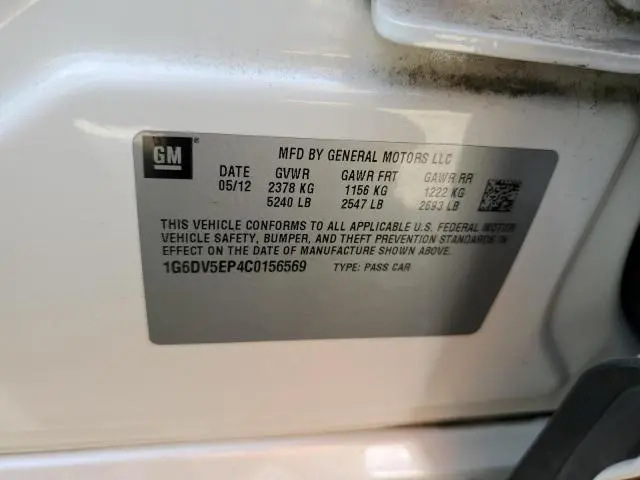 GM®
MFD BY GENERAL MOTORS LLC
DATE GVWR GAWR FRT GAWR RR
05/12 2378 KG 1156 KG 1222 KG
5240 LB 2547 LB 2693 LB
THIS VEHICLE CONFORMS TO ALL APPLICABLE U.S. FEDERAL MOTOR
VEHICLE SAFETY, BUMPER, AND THEFT PREVENTION STANDARDS IN
EFFECT ON THE DATE OF MANUFACTURE SHOWN ABOVE.
1G6DV5EP4C0156569 TYPE: PASS CAR